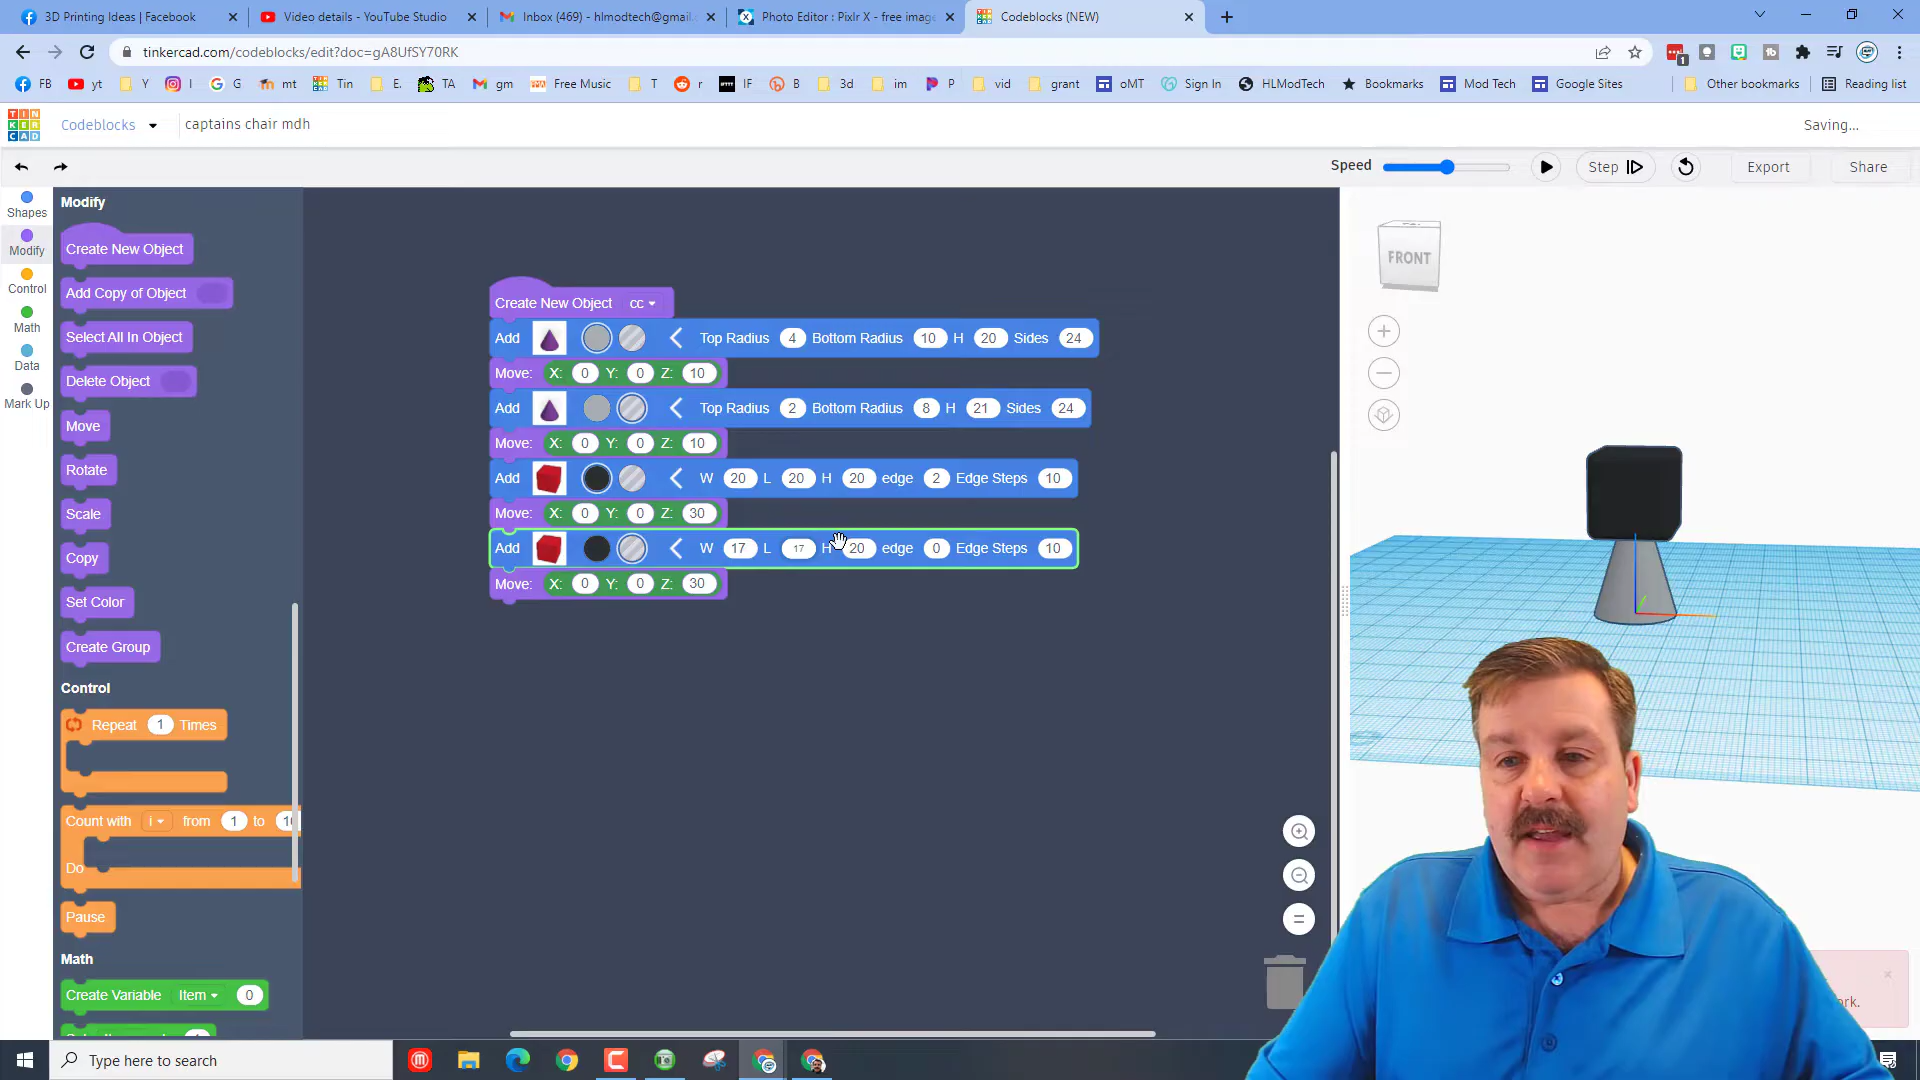 3D Printing Ideas | Facebook
Video details - YouTube Studio
Inbox (469) - hlmodtech@gmail.
Photo Editor : Pixlr X - free image
Codeblocks (NEW)
tinkercad.com/codeblocks/edit?doc=gA8UfSY70RK
FB yt Y I G mt Tin E. TA gm Free Music T r IF B 3d im P vid grant oMT Sign In HLModTech Bookmarks Mod Tech Google Sites Other bookmarks Reading list
TIN KER CAD Codeblocks captains chair mdh Saving...
Speed Step Export Share
Shapes
Modify
Control
Math
Data
Mark Up
Modify
Create New Object
Add Copy of Object
Select All In Object
Delete Object
Move
Rotate
Scale
Copy
Set Color
Create Group
Control
Repeat 1 Times
Count with i from 1 to 10
Do
Pause
Math
Create Variable Item 0
Create New Object cc
Add Top Radius 4 Bottom Radius 10 H 20 Sides 24
Move: X: 0 Y: 0 Z: 10
Add Top Radius 2 Bottom Radius 8 H 21 Sides 24
Move: X: 0 Y: 0 Z: 10
Add W 20 L 20 H 20 edge 2 Edge Steps 10
Move: X: 0 Y: 0 Z: 30
Add W 17 L 17 H 20 edge 0 Edge Steps 10
Move: X: 0 Y: 0 Z: 30
FRONT
ork.
Type here to search